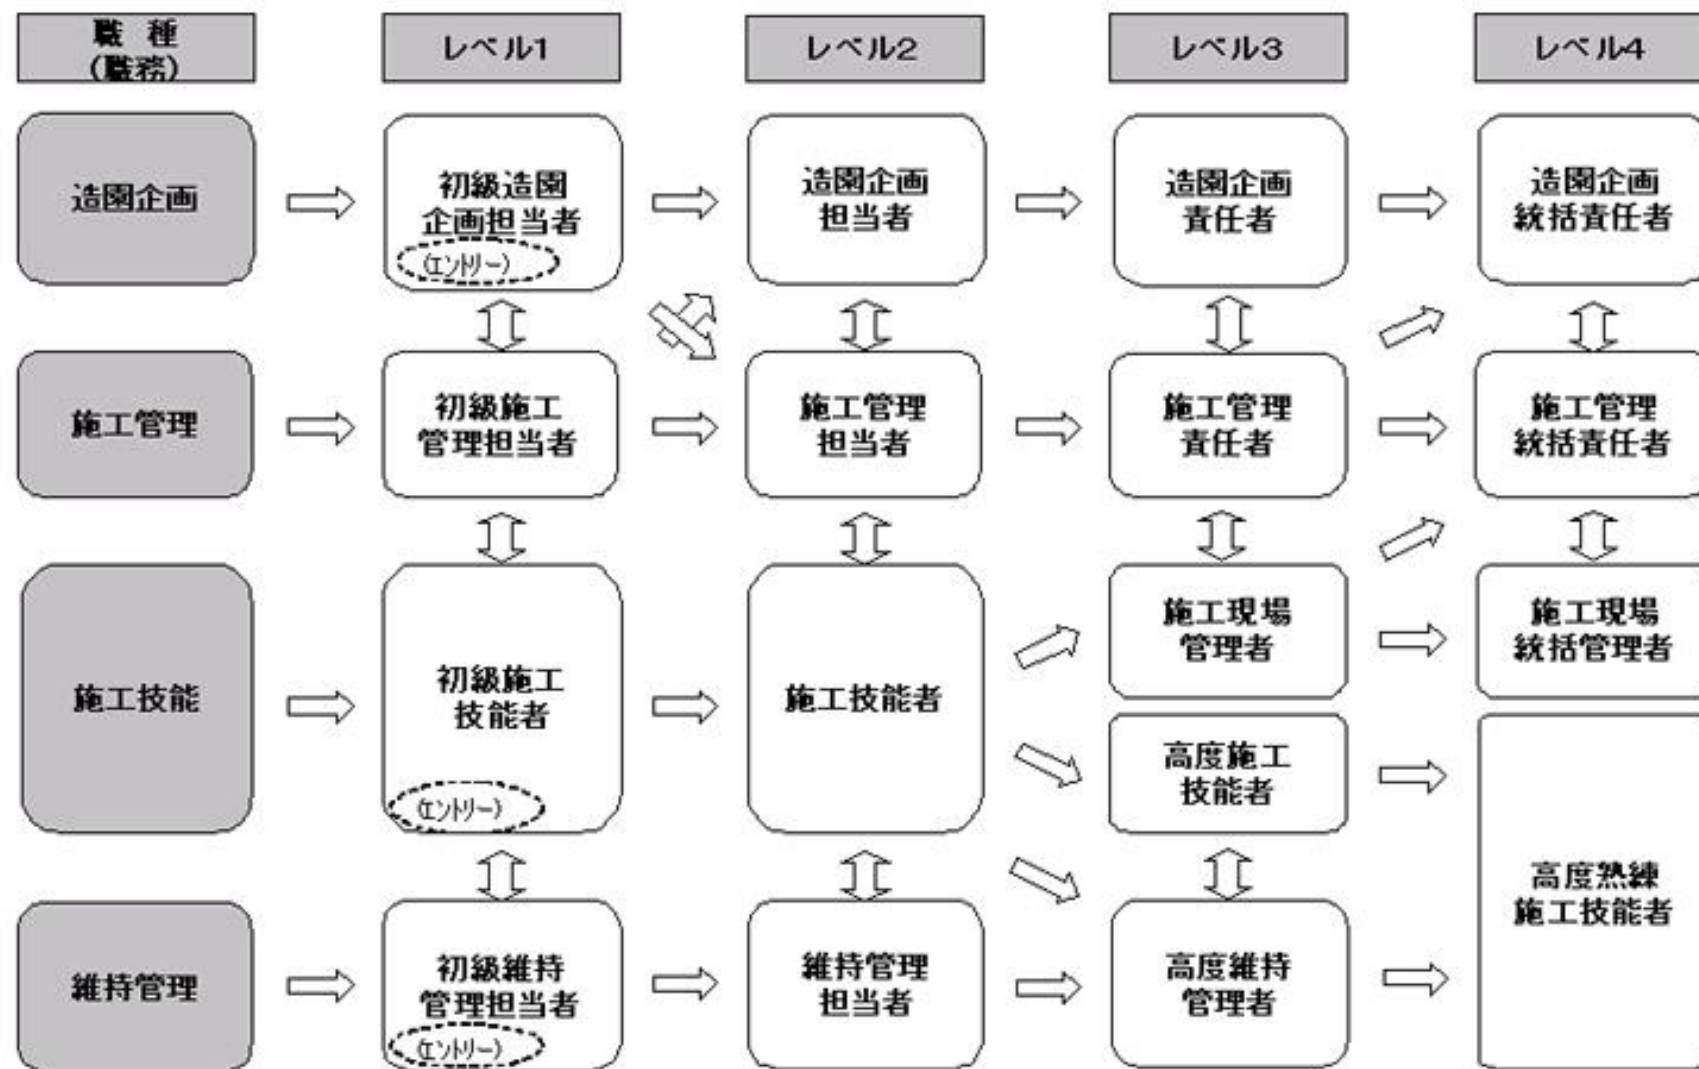 職 種
(職務)
レベル1
レベル2
レベル3
レベル4
造園企画
初級造園
企画担当者
(エントリー)
造園企画
担当者
造園企画
責任者
造園企画
統括責任者
施工管理
初級施工
管理担当者
施工管理
担当者
施工管理
責任者
施工管理
統括責任者
施工技能
初級施工
技能者
(エントリー)
施工技能者
施工現場
管理者
施工現場
統括管理者
高度施工
技能者
高度熟練
施工技能者
維持管理
初級維持
管理担当者
(エントリー)
維持管理
担当者
高度維持
管理者